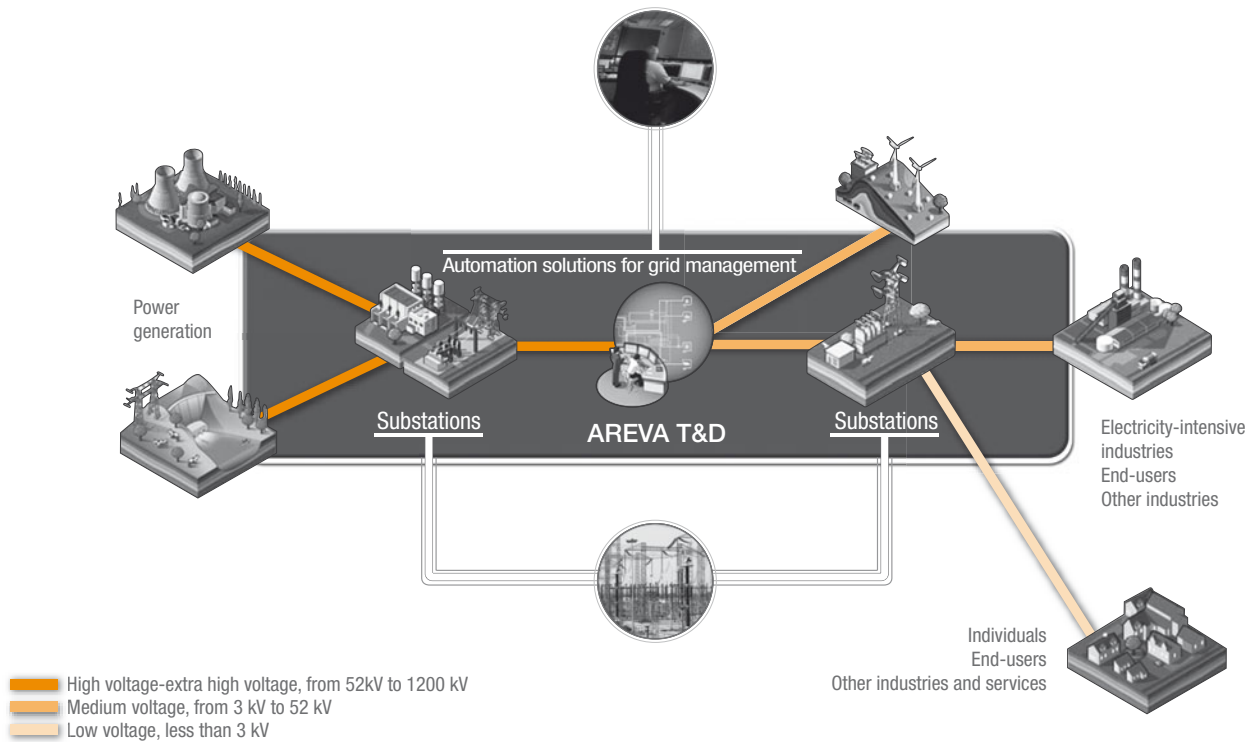 Automation solutions for grid management
Power
generation
Substations
AREVA T&D
Substations
Electricity-intensive
industries
End-users
Other industries
Individuals
End-users
Other industries and services
High voltage-extra high voltage, from 52kV to 1200 kV
Medium voltage, from 3 kV to 52 kV
Low voltage, less than 3 kV